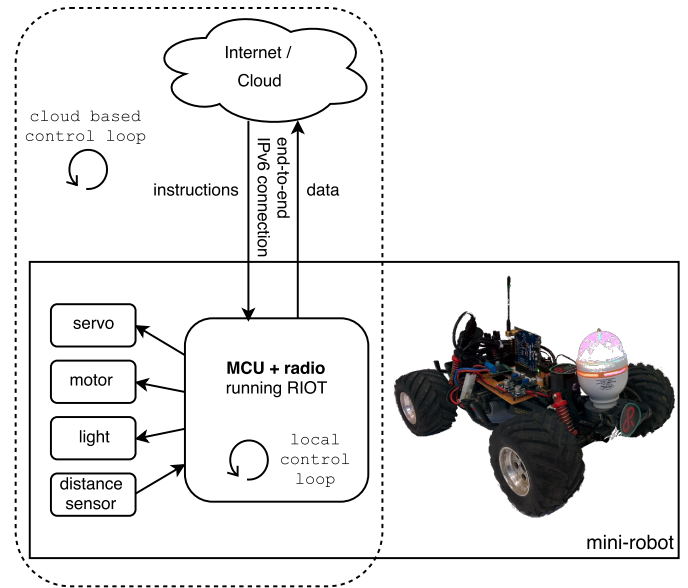 Internet /
Cloud
cloud based
control loop
instructions
end-to-end
IPv6 connection
data
servo
motor
light
distance
sensor
MCU + radio
running RIOT
local
control
loop
mini-robot